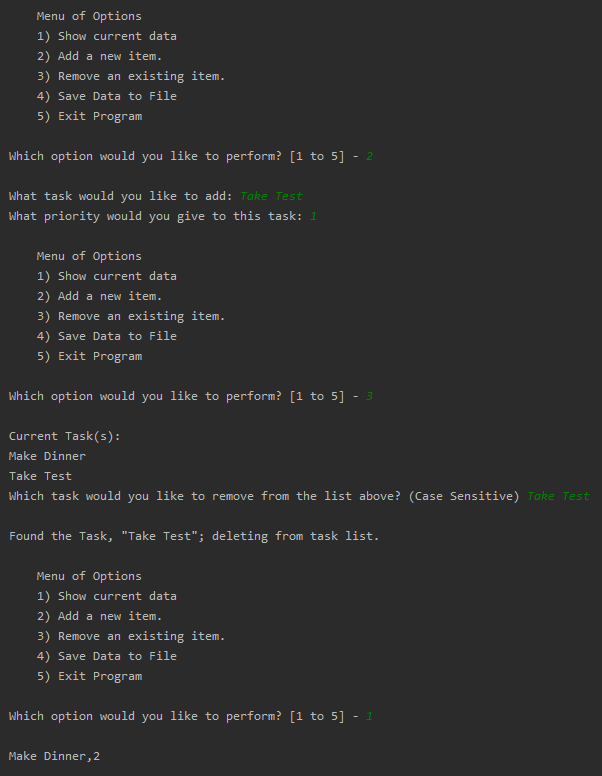 Menu of Options
1) Show current data
2) Add a new item.
3) Remove an existing item.
4) Save Data to File
5) Exit Program
Which option would you like to perform? [1 to 5] - 2
What task would you like to add: Take Test
What priority would you give to this task: 1
Menu of Options
1) Show current data
2) Add a new item.
3) Remove an existing item.
4) Save Data to File
5) Exit Program
Which option would you like to perform? [1 to 5] - 3
Current Task(s):
Make Dinner
Take Test
Which task would you like to remove from the list above? (Case Sensitive) Take Test
Found the Task, "Take Test"; deleting from task list.
Menu of Options
1) Show current data
2) Add a new item.
3) Remove an existing item.
4) Save Data to File
5) Exit Program
Which option would you like to perform? [1 to 5] - 1
Make Dinner,2